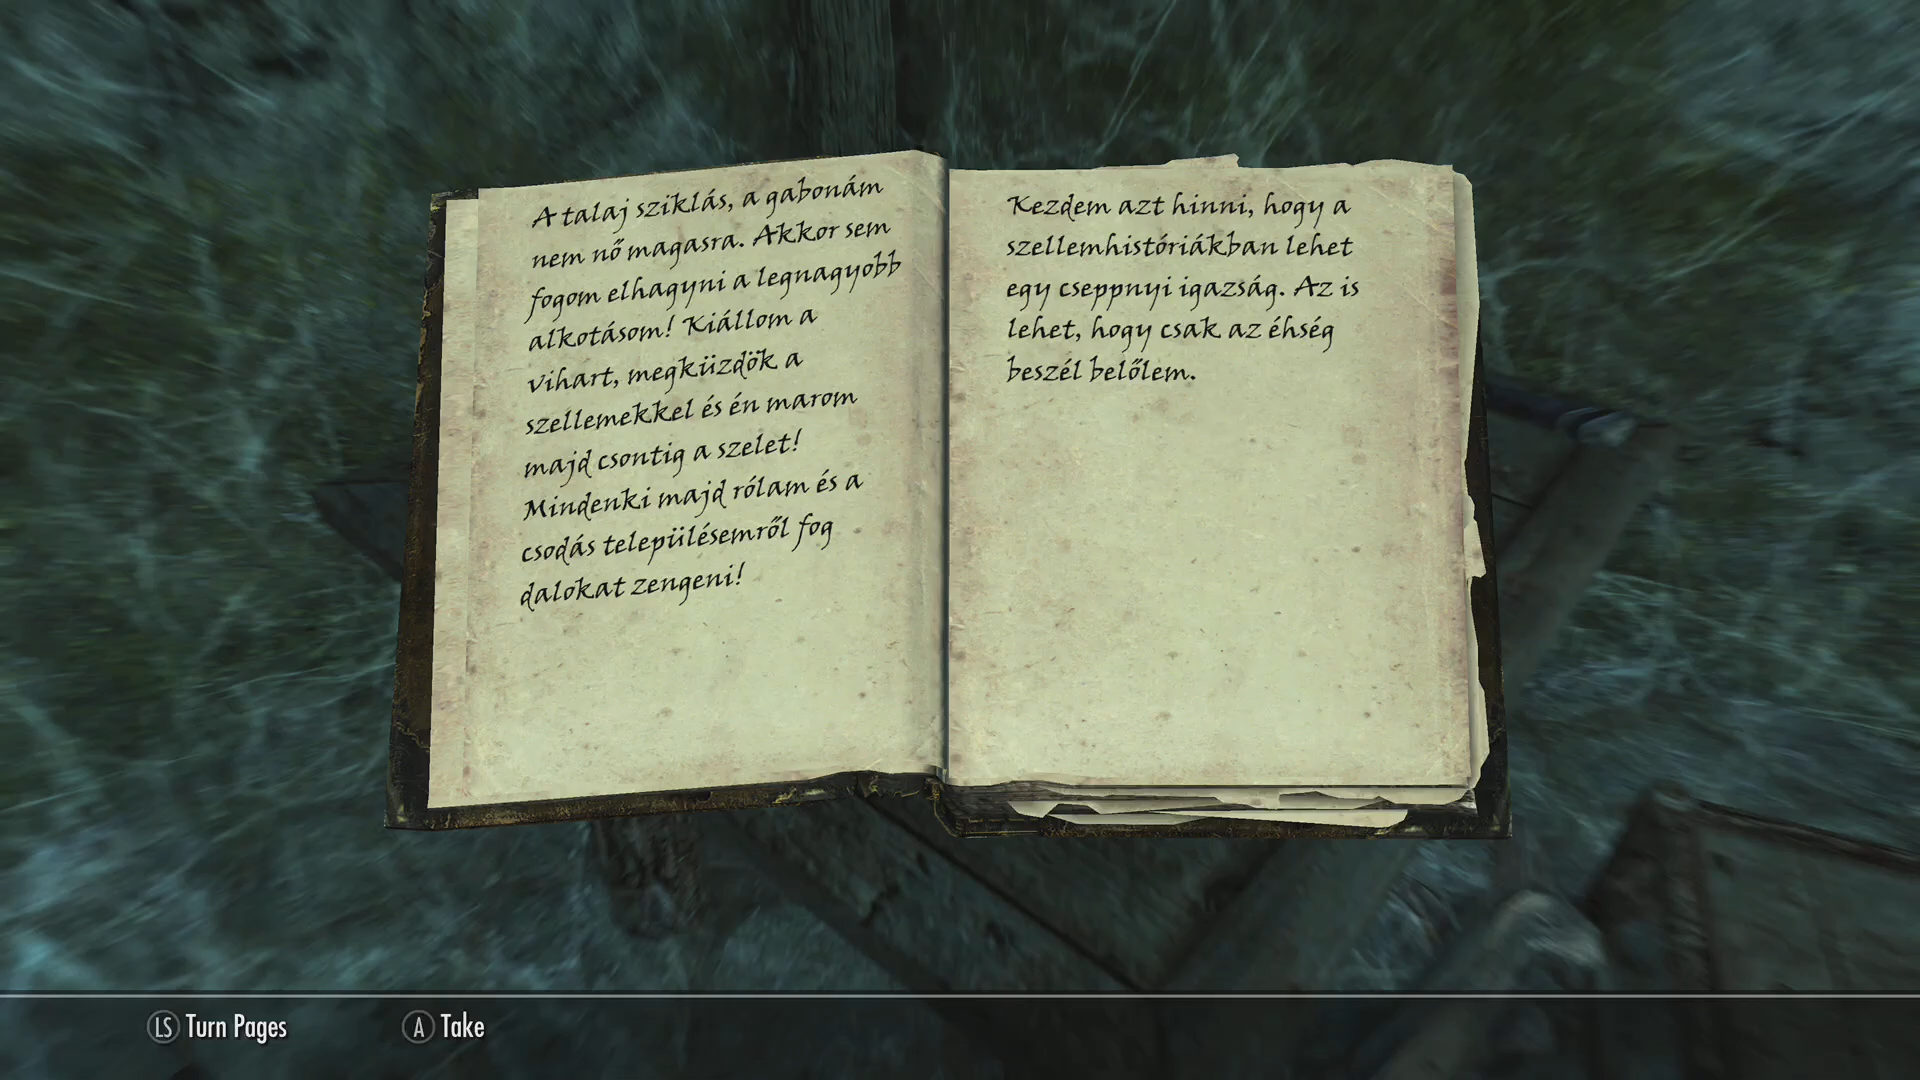 A talaj sziklás, a gabonám
nem nő magasra. Akkor sem
fogom elhagyni a legnagyobb
alkotásom! Kiállom a
vihart, megküzdök a
szellemekkel és én marom
majd csontig a szelet!
Mindenki majd rólam és a
csodás településemről fog
dalokat zengeni!
Kezdem azt hinni, hogy a
szellemhistóriákban lehet
egy cseppnyi igazság. Az is
lehet, hogy csak az éhség
beszél belőlem.
LS Turn Pages
A Take